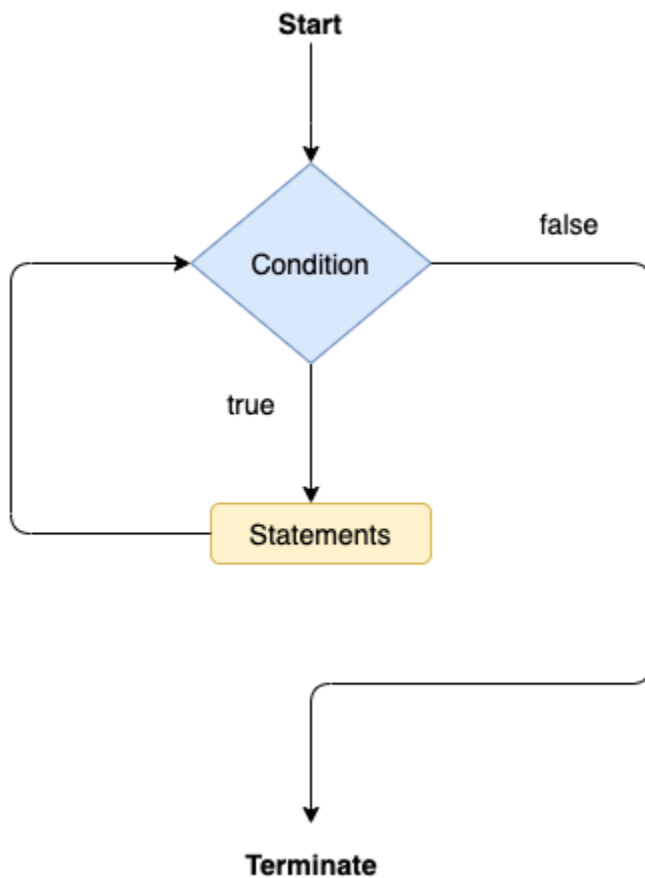 Start
Condition
false
true
Statements
Terminate